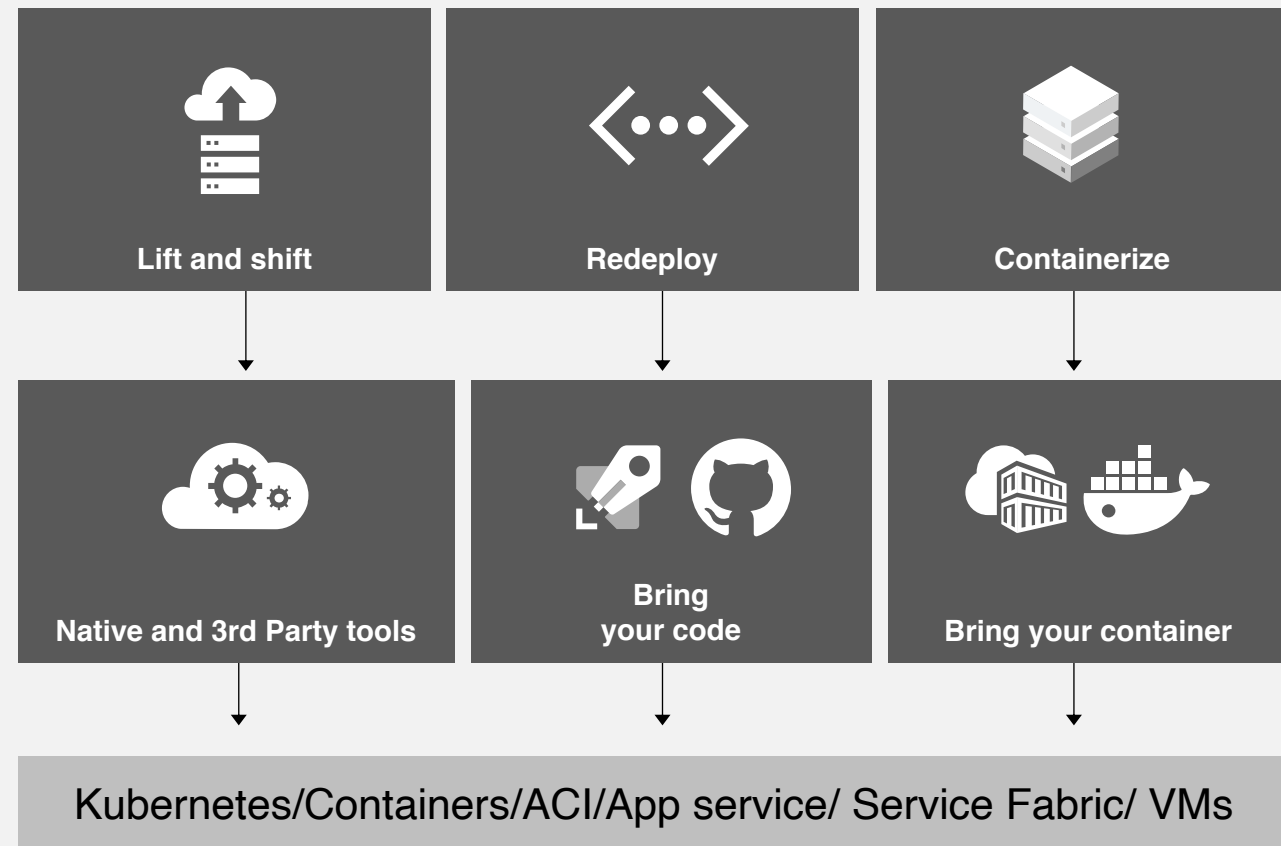 Lift and shift
Redeploy
Containerize
Native and 3rd Party tools
Bring
your code
Bring your container
Kubernetes/Containers/ACI/App service/ Service Fabric/ VMs